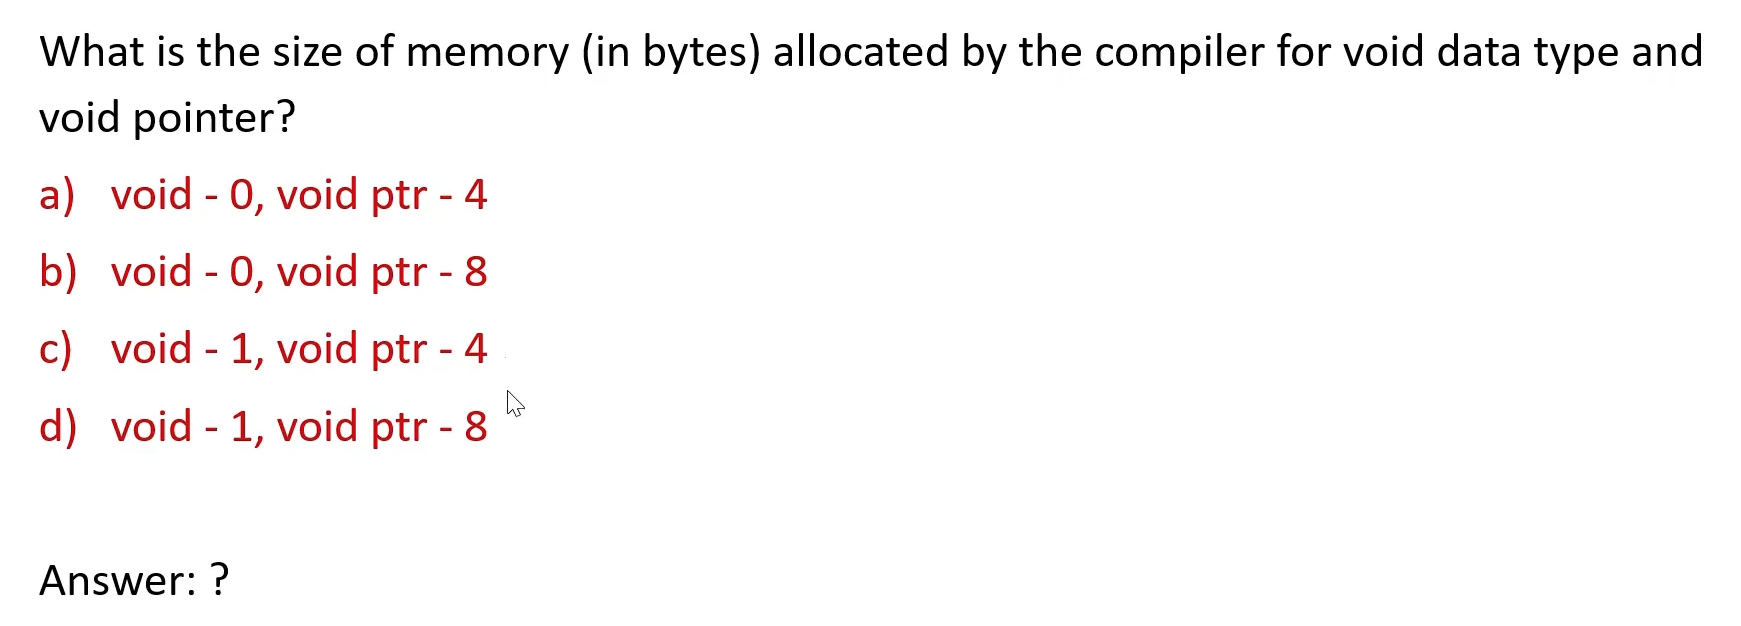 What is the size of memory (in bytes) allocated by the compiler for void data type and
void pointer?
a) void - 0, void ptr - 4
b) void - 0, void ptr - 8
c) void - 1, void ptr - 4
d) void - 1, void ptr - 8
Answer: ?